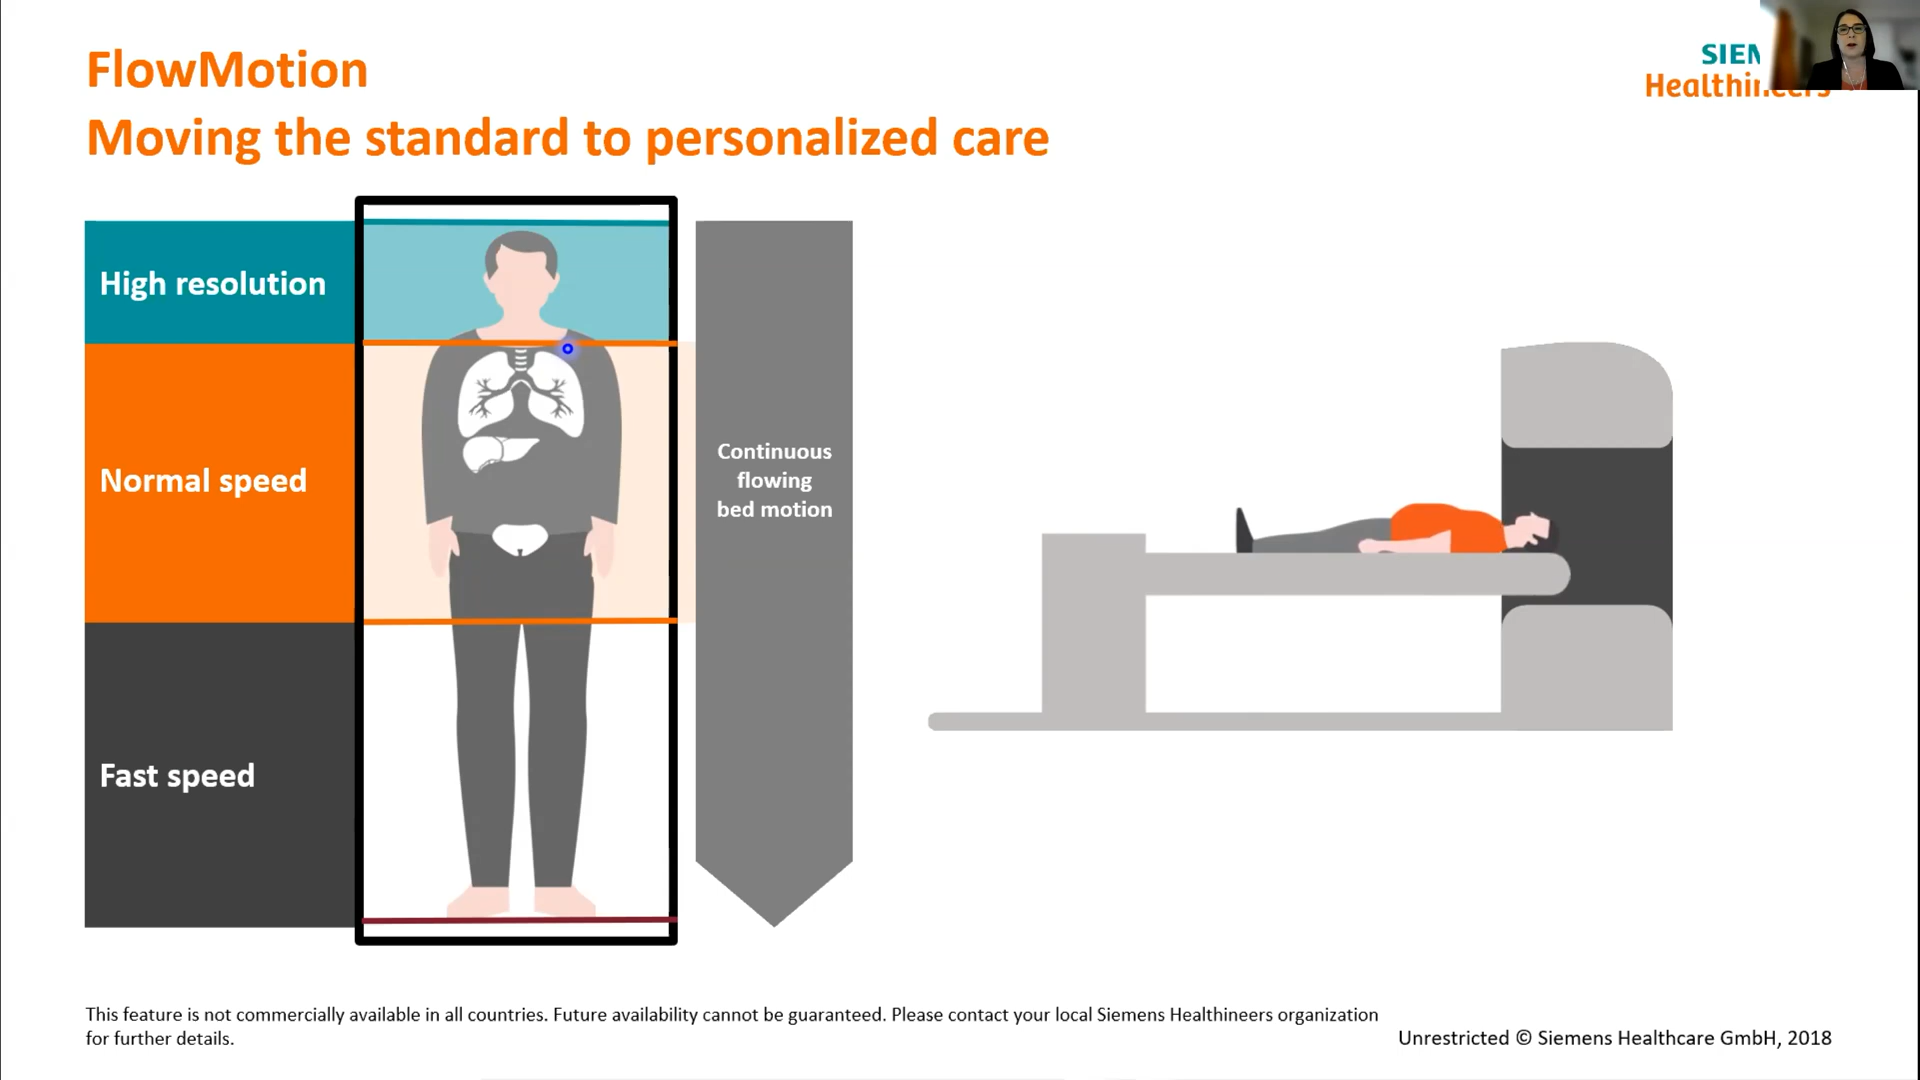 FlowMotion
Moving the standard to personalized care
SIEM
Healthineers
High resolution
Normal speed
Fast speed
Continuous
flowing
bed motion
This feature is not commercially available in all countries. Future availability cannot be guaranteed. Please contact your local Siemens Healthineers organization
for further details.
Unrestricted © Siemens Healthcare GmbH, 2018